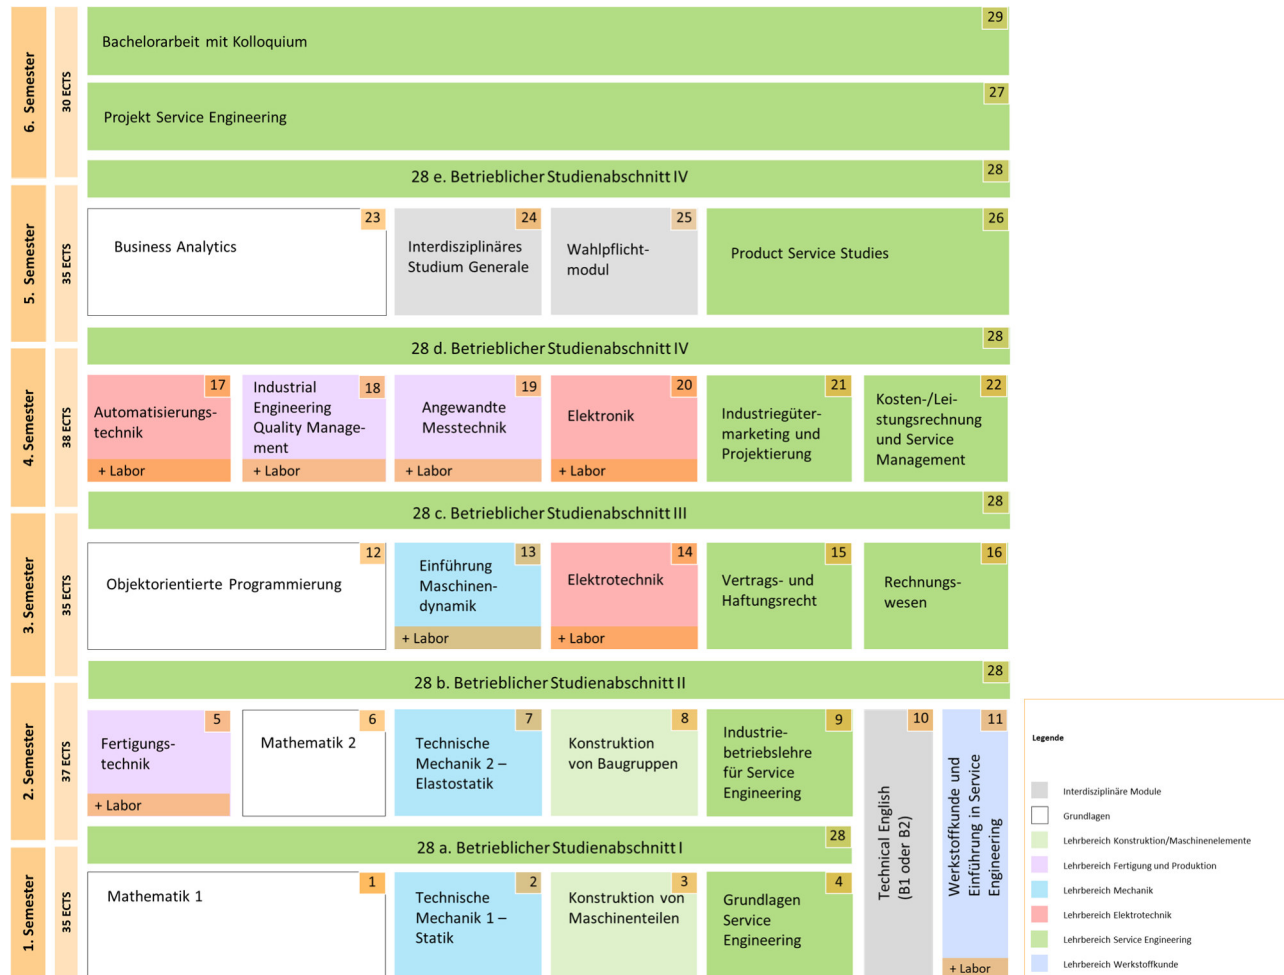 6. Semester
30 ECTS
29
Bachelorarbeit mit Kolloquium
27
Projekt Service Engineering
28 e. Betrieblicher Studienabschnitt IV
28
5. Semester
35 ECTS
23
Business Analytics
24
Interdisziplinäres
Studium Generale
25
Wahlpflicht-
modul
26
Product Service Studies
28 d. Betrieblicher Studienabschnitt IV
28
4. Semester
38 ECTS
17
Automatisierungs-
technik
+ Labor
18
Industrial
Engineering
Quality Manage-
ment
+ Labor
19
Angewandte
Messtechnik
+ Labor
20
Elektronik
+ Labor
21
Industriegüter-
marketing und
Projektierung
22
Kosten-/Lei-
stungsrechnung
und Service
Management
28 c. Betrieblicher Studienabschnitt III
28
3. Semester
35 ECTS
12
Objektorientierte Programmierung
13
Einführung
Maschinen-
dynamik
+ Labor
14
Elektrotechnik
+ Labor
15
Vertrags- und
Haftungsrecht
16
Rechnungs-
wesen
28 b. Betrieblicher Studienabschnitt II
28
2. Semester
37 ECTS
5
Fertigungs-
technik
+ Labor
6
Mathematik 2
7
Technische
Mechanik 2 –
Elastostatik
8
Konstruktion
von Baugruppen
9
Industrie-
betriebslehre
für Service
Engineering
10
Technical English
(B1 oder B2)
11
Werkstoffkunde und
Einführung in Service
Engineering
+ Labor
28 a. Betrieblicher Studienabschnitt I
28
1. Semester
35 ECTS
1
Mathematik 1
2
Technische
Mechanik 1 –
Statik
3
Konstruktion von
Maschinenteilen
4
Grundlagen
Service
Engineering
Legende
Interdisziplinäre Module
Grundlagen
Lehrbereich Konstruktion/Maschinenelemente
Lehrbereich Fertigung und Produktion
Lehrbereich Mechanik
Lehrbereich Elektrotechnik
Lehrbereich Service Engineering
Lehrbereich Werkstoffkunde